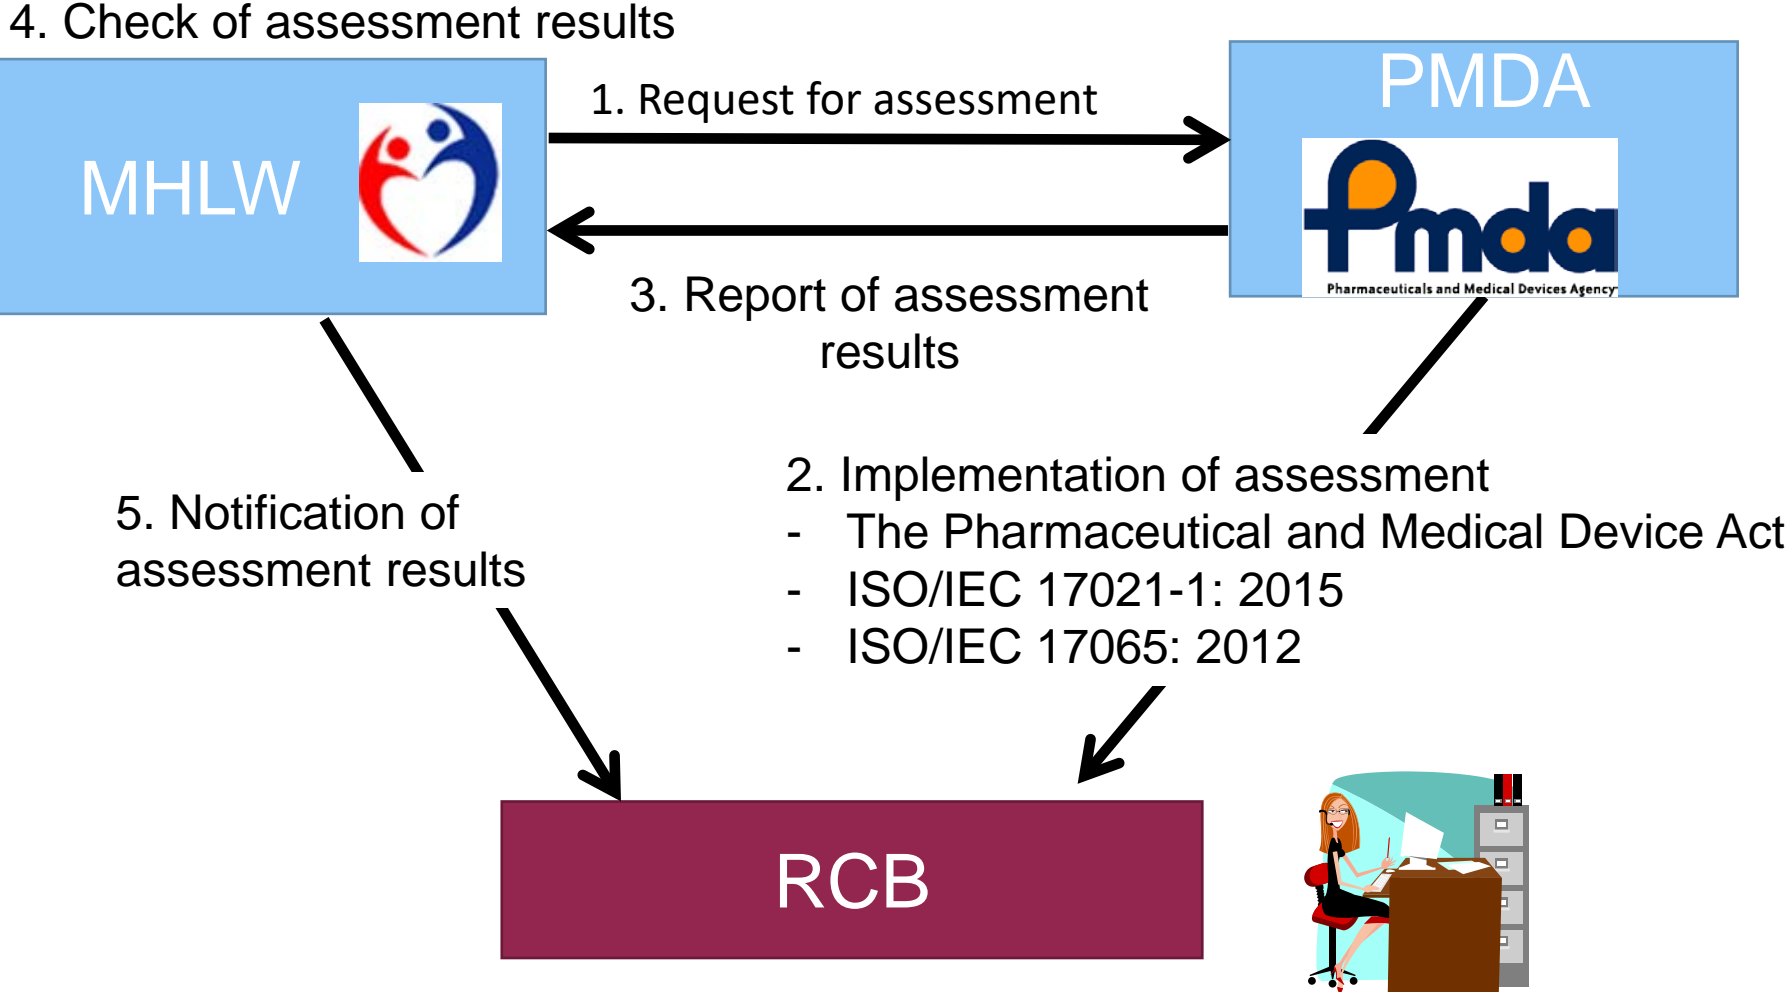 4. Check of assessment results
MHLW
1. Request for assessment
PMDA
Pmda
Pharmaceuticals and Medical Devices Agency
3. Report of assessment
results
2. Implementation of assessment
- The Pharmaceutical and Medical Device Act
- ISO/IEC 17021-1: 2015
- ISO/IEC 17065: 2012
5. Notification of
assessment results
RCB